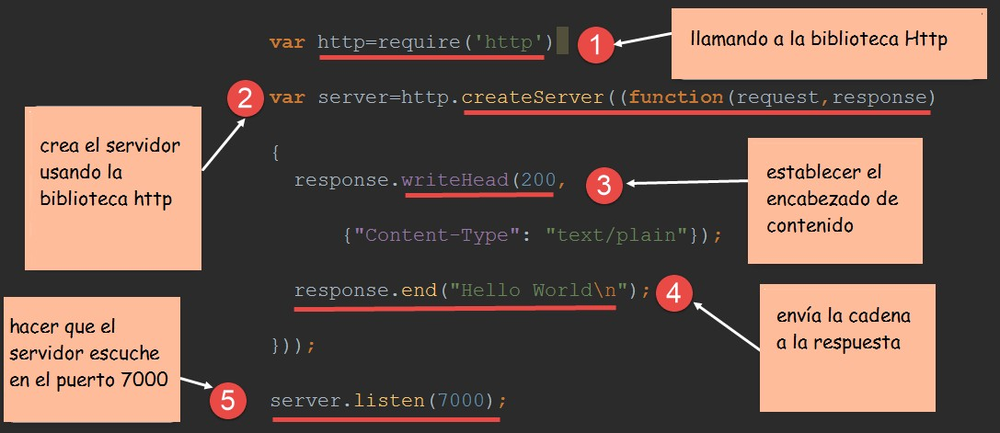 var http=require('http')
1
llamando a la biblioteca Http
2
var server=http.createServer((function(request,response)
crea el servidor
usando la
biblioteca http
{
response.writeHead(200,
3
establecer el
encabezado de
contenido
{"Content-Type": "text/plain"});
response.end("Hello World\n");
4
envía la cadena
a la respuesta
hacer que el
servidor escuche
en el puerto 7000
}));
5
server.listen(7000);